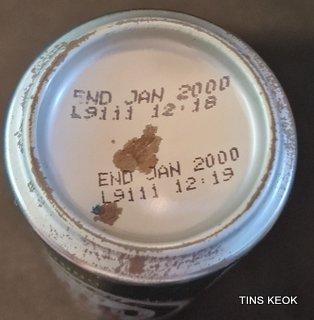 END JAN 2000
L9111 12:18
END JAN 2000
L9111 12:19
TINS KEOK